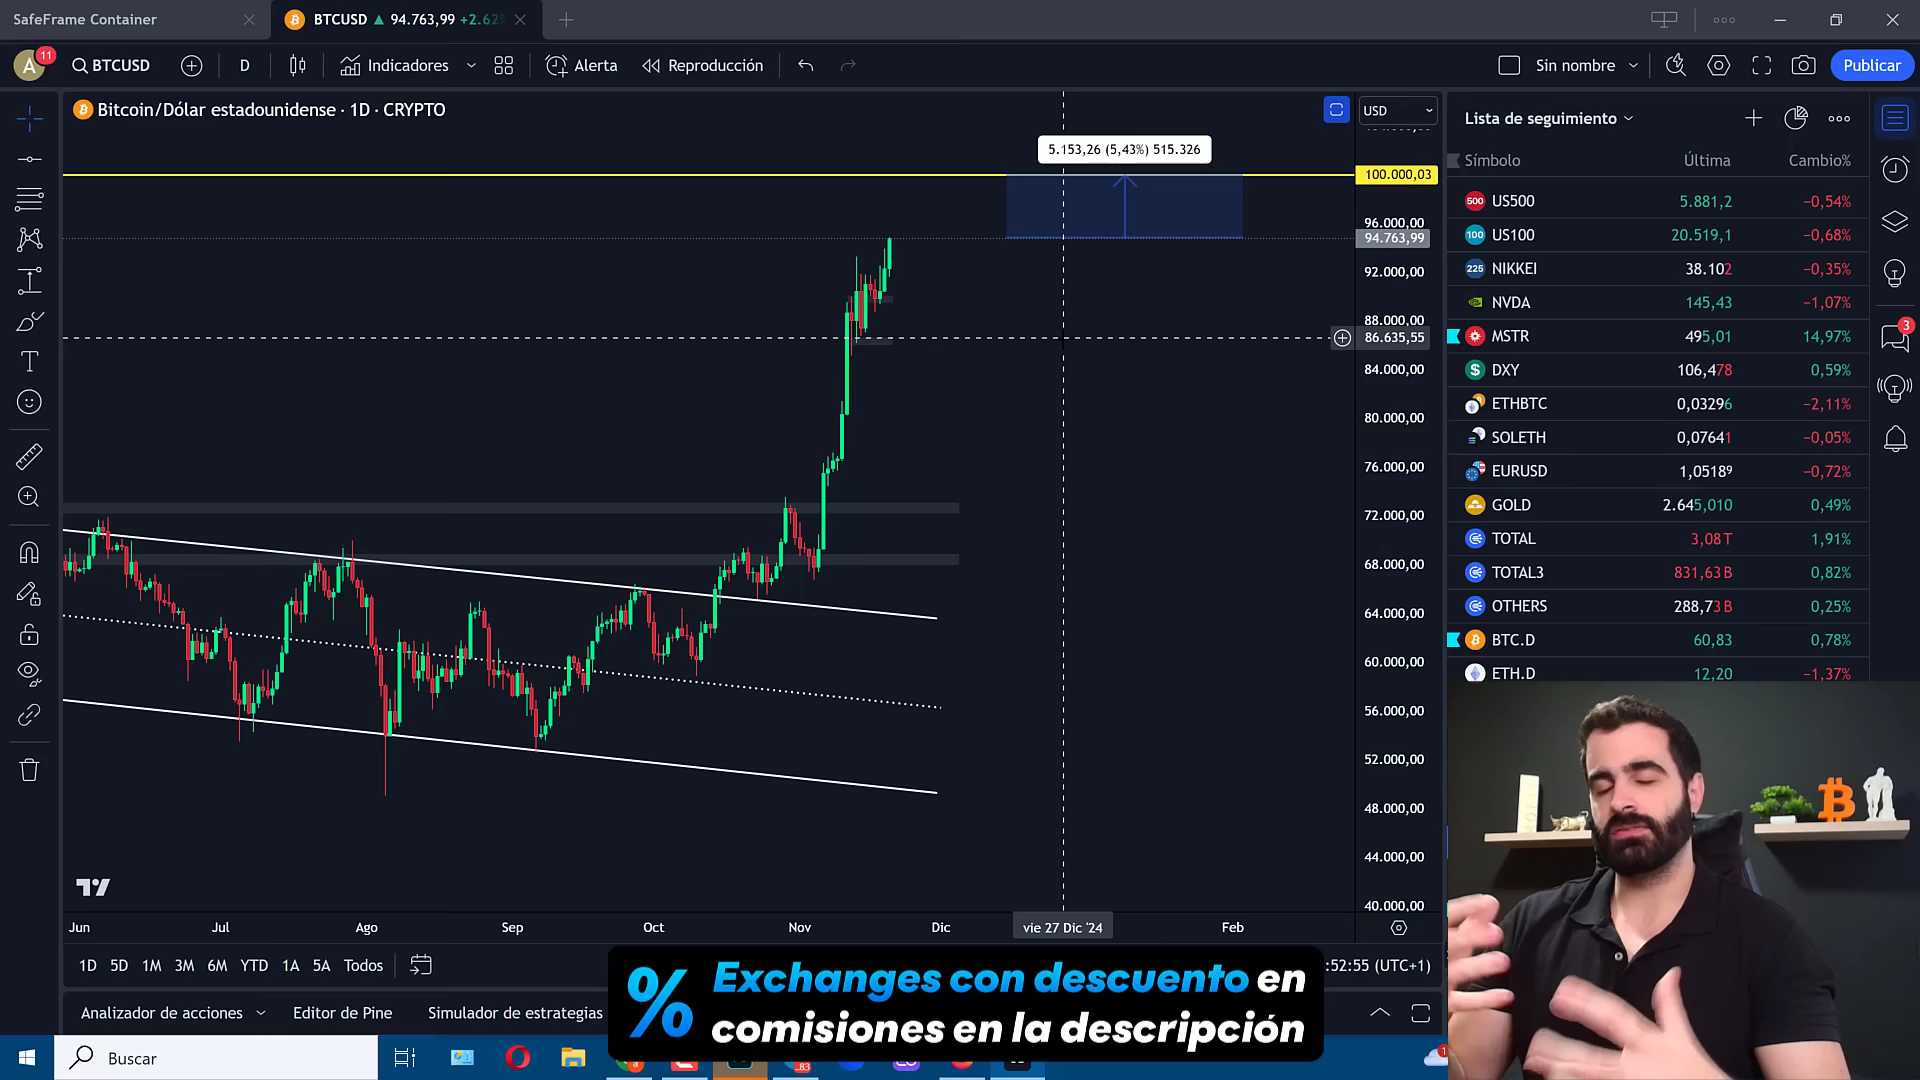 SafeFrame Container
BTCUSD ▲ 94.763,99 +2.62
A 11 BTCUSD D Indicadores Alerta Reproducción Sin nombre Publicar
Bitcoin/Dólar estadounidense · 1D · CRYPTO
USD
5.153,26 (5,43%) 515.326
100.000,03
96.000,00
94.763,99
92.000,00
88.000,00
86.635,55
84.000,00
80.000,00
76.000,00
72.000,00
68.000,00
64.000,00
60.000,00
56.000,00
52.000,00
48.000,00
44.000,00
40.000,00
Jun Jul Ago Sep Oct Nov Dic vie 27 Dic '24 Feb
1D 5D 1M 3M 6M YTD 1A 5A Todos
:52:55 (UTC+1)
Analizador de acciones Editor de Pine Simulador de estrategias
Lista de seguimiento
Símbolo Última Cambio%
500 US500 5.881,2 −0,54%
100 US100 20.519,1 −0,68%
225 NIKKEI 38.102 −0,35%
NVDA 145,43 −1,07%
MSTR 495,01 14,97%
DXY 106,478 0,59%
ETHBTC 0,03296 −2,11%
SOLETH 0,07641 −0,05%
EURUSD 1,05189 −0,72%
GOLD 2.645,010 0,49%
TOTAL 3,08 T 1,91%
TOTAL3 831,63 B 0,82%
OTHERS 288,73 B 0,25%
BTC.D 60,83 0,78%
ETH.D 12,20 −1,37%
3
% Exchanges con descuento en
comisiones en la descripción
Buscar
83
1